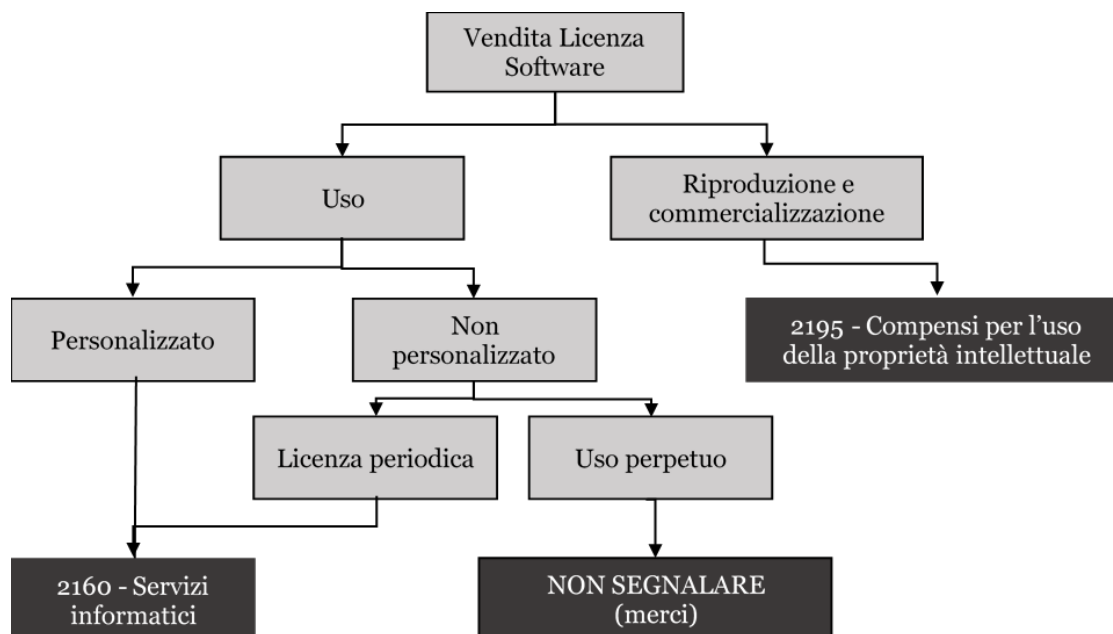 Vendita Licenza
Software
Uso
Riproduzione e
commercializzazione
Personalizzato
Non
personalizzato
2195 - Compensi per l'uso
della proprietà intellettuale
Licenza periodica
Uso perpetuo
2160 - Servizi
informatici
NON SEGNALARE
(merci)